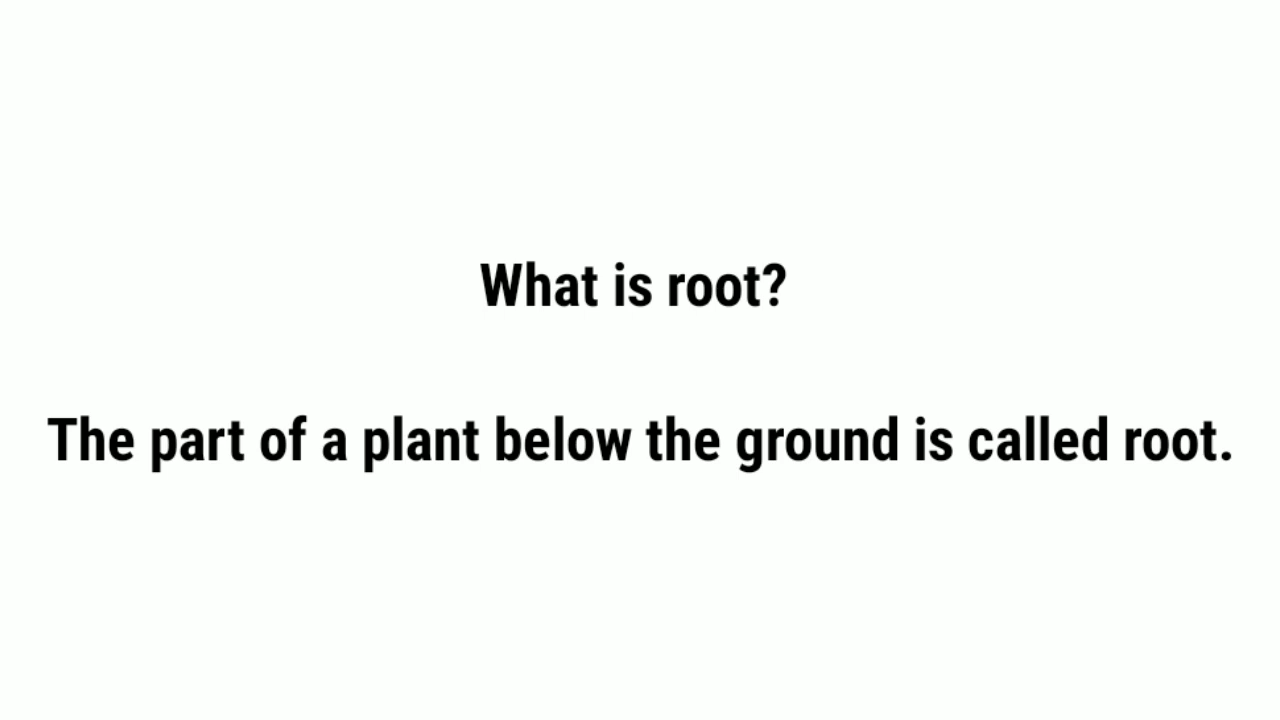 What is root?
The part of a plant below the ground is called root.